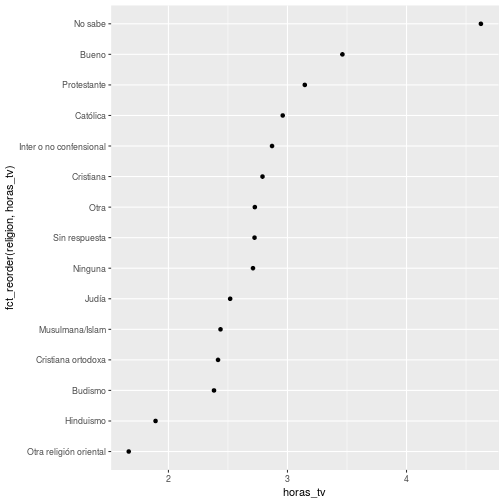 No sabe
Bueno
Protestante
Católica
Inter o no confensional
Cristiana
Otra
Sin respuesta
Ninguna
Judía
Musulmana/Islam
Cristiana ortodoxa
Budismo
Hinduismo
Otra religión oriental
fct_reorder(religion, horas_tv)
2 3 4
horas_tv